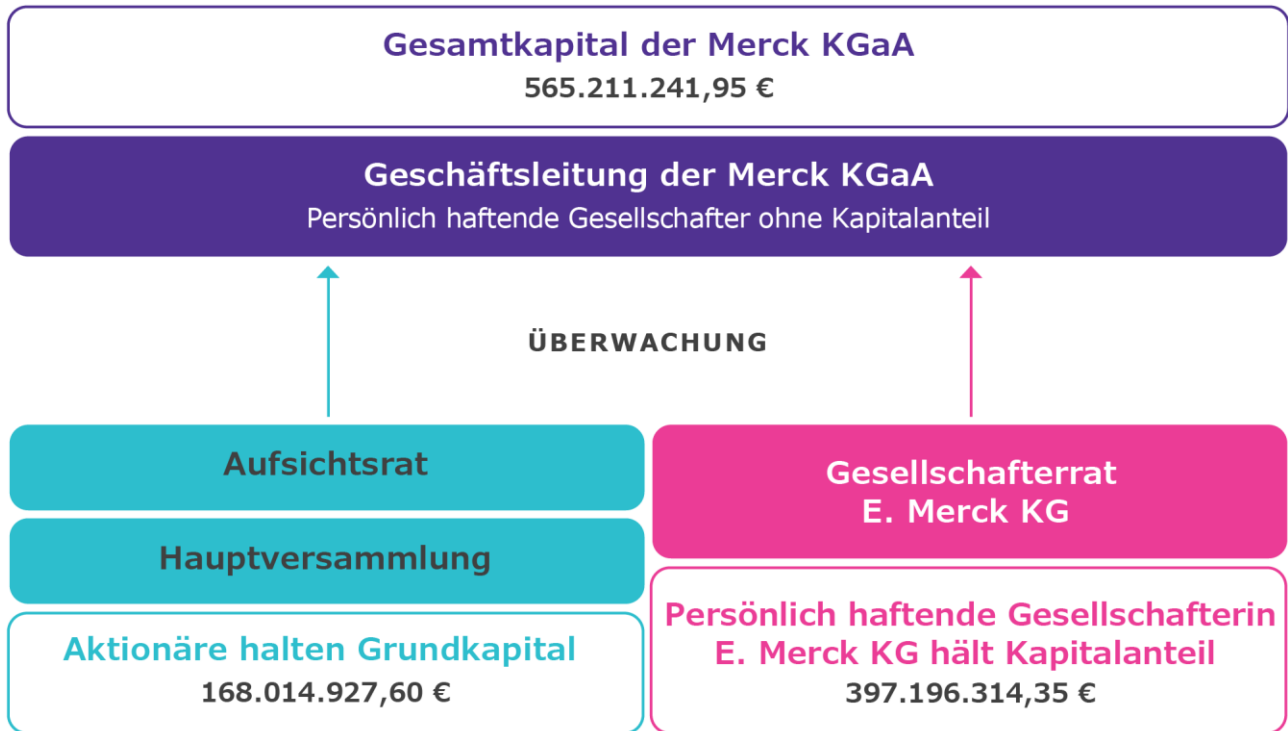 Gesamtkapital der Merck KGaA
565.211.241,95 €
Geschäftsleitung der Merck KGaA
Persönlich haftende Gesellschafter ohne Kapitalanteil
ÜBERWACHUNG
Aufsichtsrat
Hauptversammlung
Aktionäre halten Grundkapital
168.014.927,60 €
Gesellschafterrat
E. Merck KG
Persönlich haftende Gesellschafterin
E. Merck KG hält Kapitalanteil
397.196.314,35 €